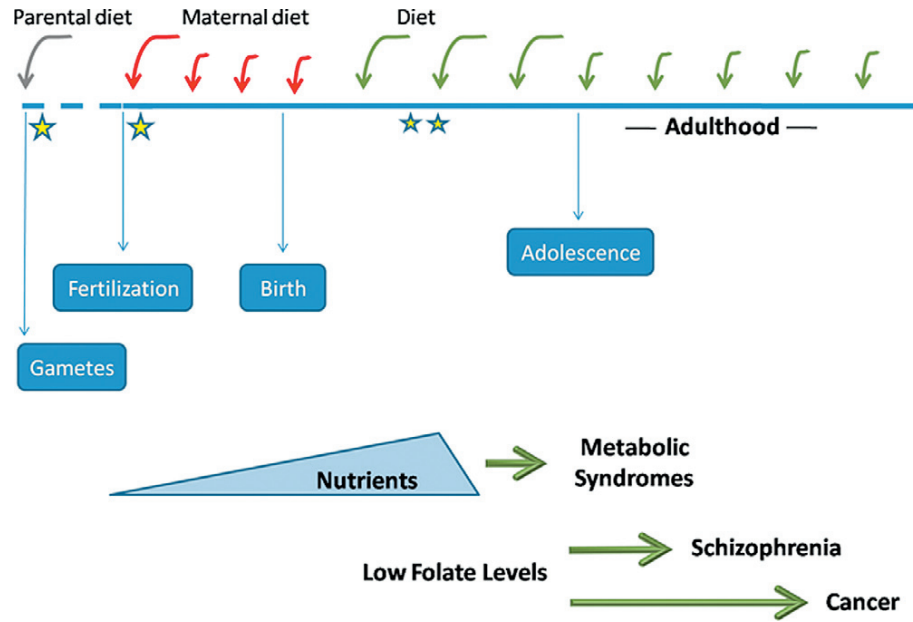 Parental diet
Maternal diet
Diet
— Adulthood —
Fertilization
Birth
Adolescence
Gametes
Nutrients
Metabolic
Syndromes
Low Folate Levels
Schizophrenia
Cancer